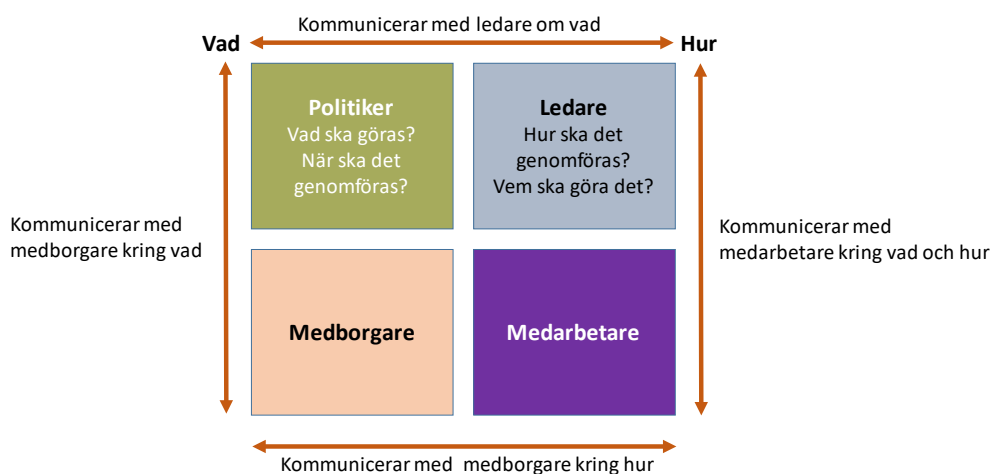 Kommunicerar med ledare om vad
Vad
Hur
Politiker
Vad ska göras?
När ska det
genomföras?
Ledare
Hur ska det
genomföras?
Vem ska göra det?
Kommunicerar med
medborgare kring vad
Kommunicerar med
medarbetare kring vad och hur
Medborgare
Medarbetare
Kommunicerar med medborgare kring hur